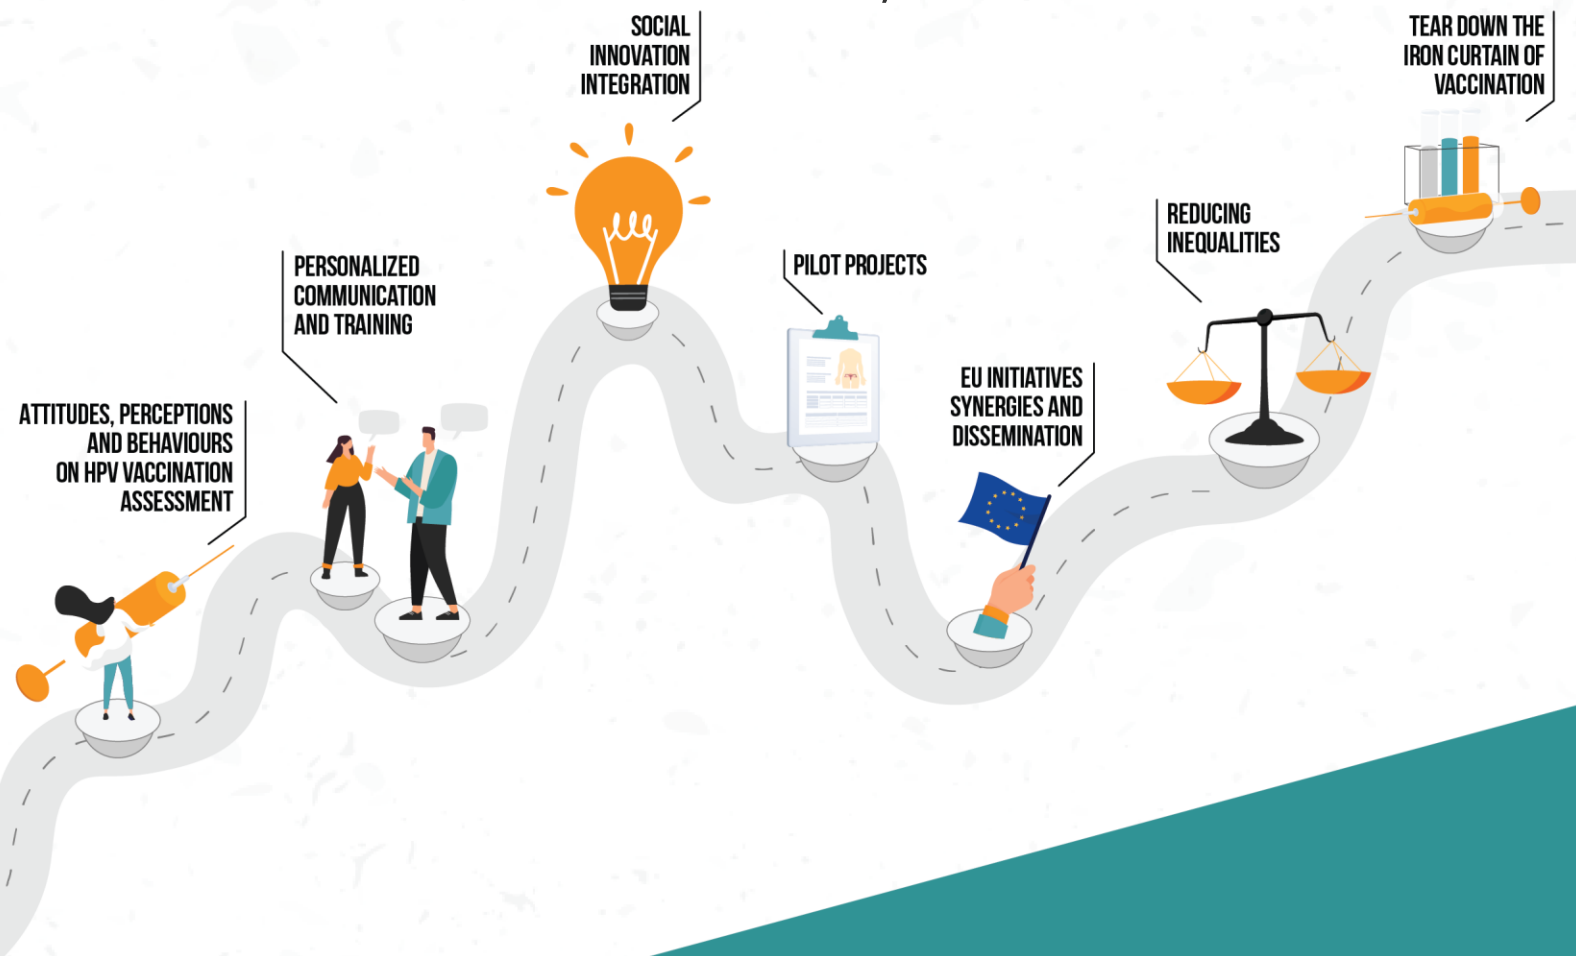 ATTITUDES, PERCEPTIONS
AND BEHAVIOURS
ON HPV VACCINATION
ASSESSMENT
PERSONALIZED
COMMUNICATION
AND TRAINING
SOCIAL
INNOVATION
INTEGRATION
PILOT PROJECTS
EU INITIATIVES
SYNERGIES AND
DISSEMINATION
REDUCING
INEQUALITIES
TEAR DOWN THE
IRON CURTAIN OF
VACCINATION